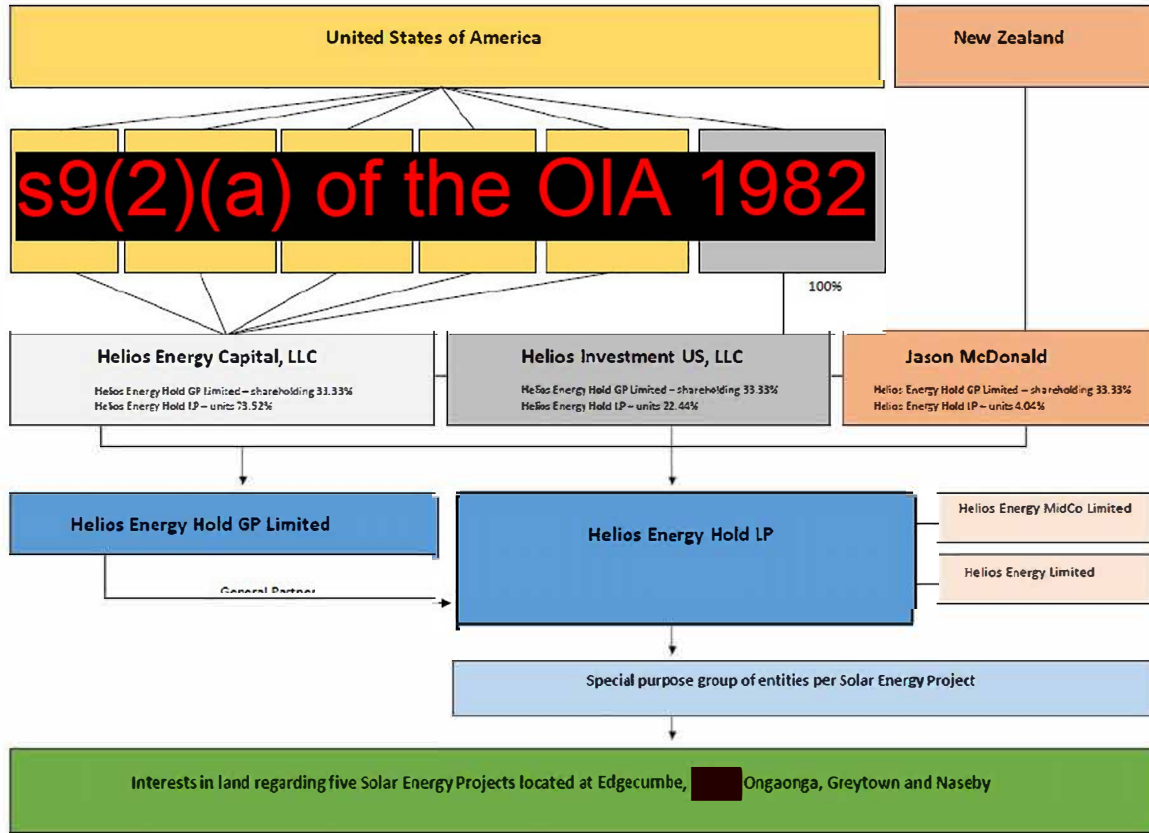 United States of America
New Zealand
s9(2)(a) of the OIA 1982
100%
Helios Energy Capital, LLC
Helios Energy Hold GP Limited – shareholding 33.33%
Helios Energy Hold LP – units 73.52%
Helios Investment US, LLC
Helios Energy Hold GP Limited – shareholding 33.33%
Helios Energy Hold LP – units 22.44%
Jason McDonald
Helios Energy Hold GP Limited – shareholding 33.33%
Helios Energy Hold LP – units 4.04%
Helios Energy Hold GP Limited
Helios Energy Hold LP
Helios Energy MidCo Limited
Helios Energy Limited
General Partner
Special purpose group of entities per Solar Energy Project
Interests in land regarding five Solar Energy Projects located at Edgecumbe, Ongaonga, Greytown and Naseby